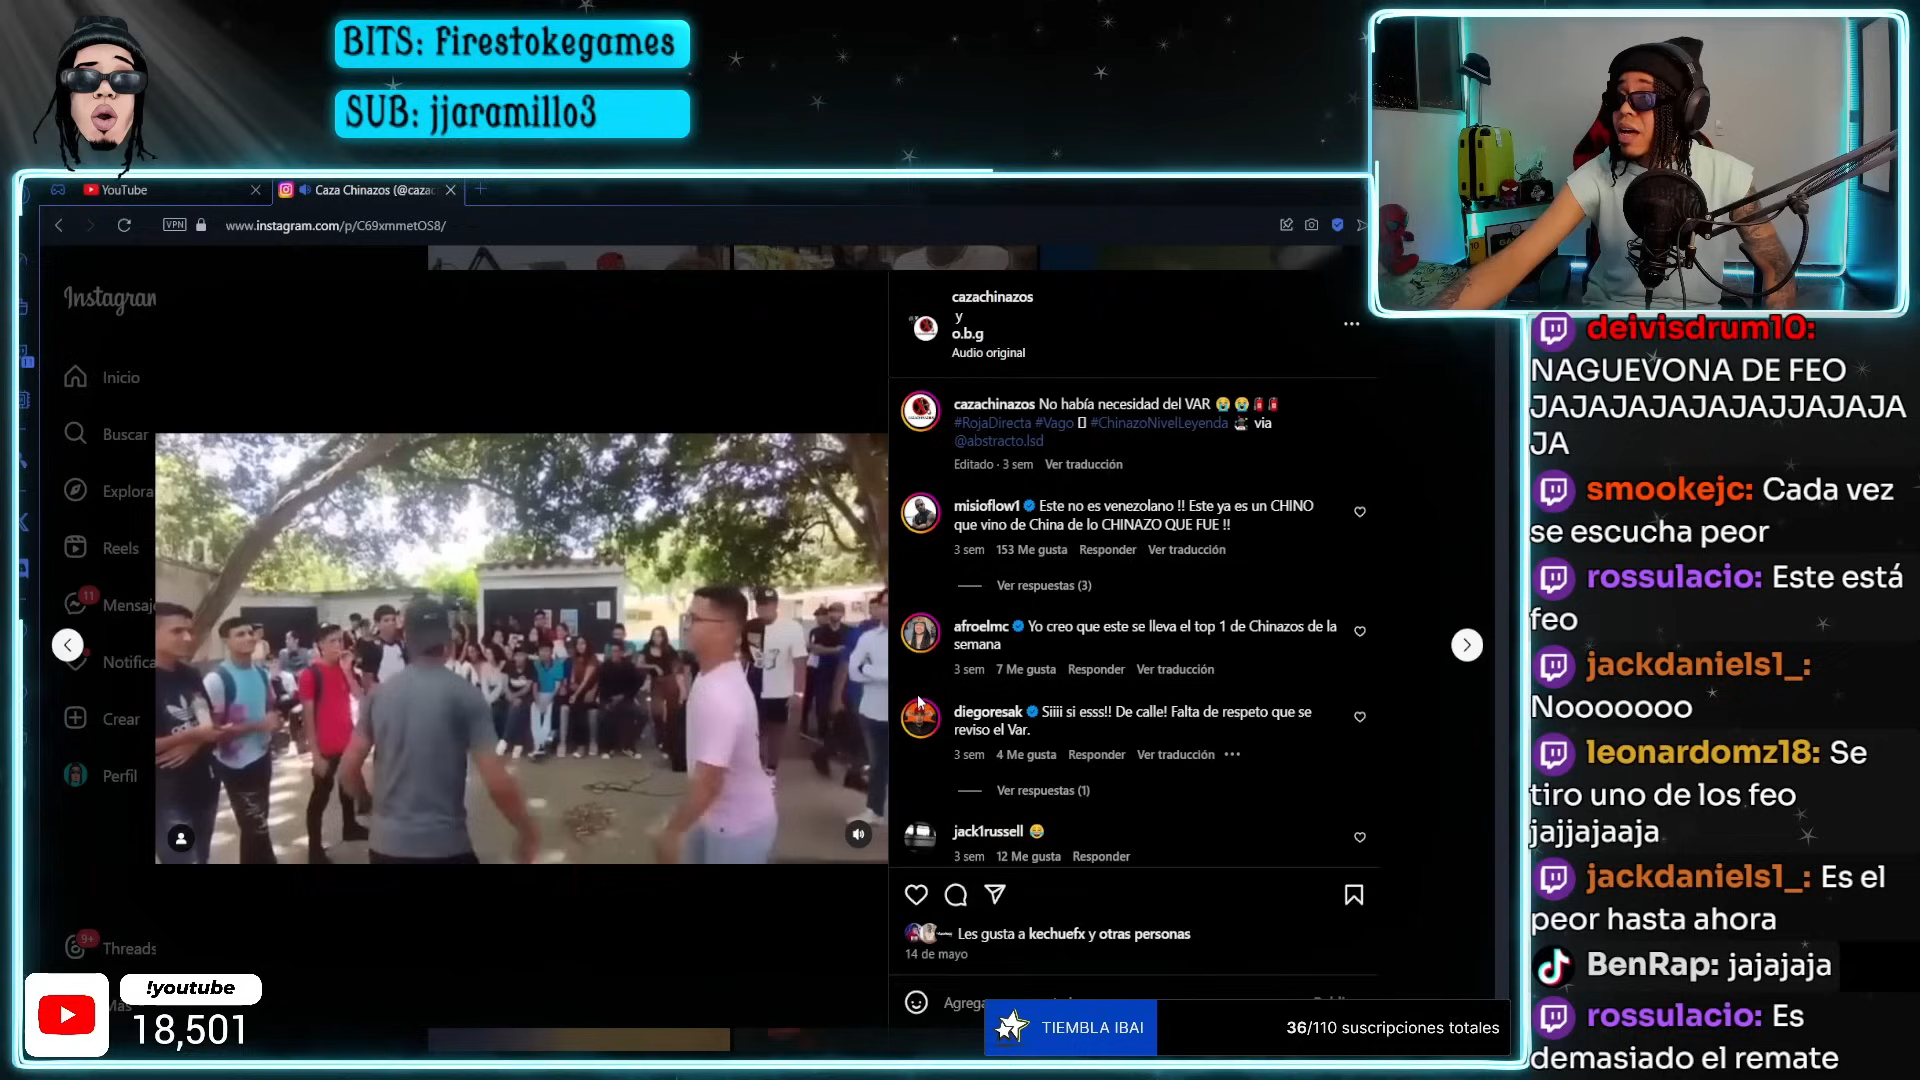 BITS: Firestokegames
SUB: jjaramillo3
YouTube
Caza Chinazos (@cazac
VPN
www.instagram.com/p/C69xmmetOS8/
Instagram
Inicio
Buscar
Explora
Reels
11
Mensaje
Notifica
Crear
Perfil
9+
Threads
cazachinazos
y
o.b.g
Audio original
cazachinazos No había necesidad del VAR 😭😭🧧🧧
#RojaDirecta #Vago #ChinazoNivelLeyenda via
@abstracto.lsd
Editado · 3 sem Ver traducción
misioflow1 Este no es venezolano !! Este ya es un CHINO
que vino de China de lo CHINAZO QUE FUE !!
3 sem 153 Me gusta Responder Ver traducción
Ver respuestas (3)
afroelmc Yo creo que este se lleva el top 1 de Chinazos de la
semana
3 sem 7 Me gusta Responder Ver traducción
diegoresak Siiii si esss!! De calle! Falta de respeto que se
reviso el Var.
3 sem 4 Me gusta Responder Ver traducción
Ver respuestas (1)
jack1russell 😂
3 sem 12 Me gusta Responder
Les gusta a kechuefx y otras personas
14 de mayo
Agrega
TIEMBLA IBAI
36/110 suscripciones totales
!youtube
18,501
deivisdrum10:
NAGUEVONA DE FEO
JAJAJAJAJAJAJJAJAJA
JA
smookejc: Cada vez
se escucha peor
rossulacio: Este está
feo
jackdaniels1_:
Nooooooo
leonardomz18: Se
tiro uno de los feo
jajjajaaja
jackdaniels1_: Es el
peor hasta ahora
BenRap: jajajaja
rossulacio: Es
demasiado el remate